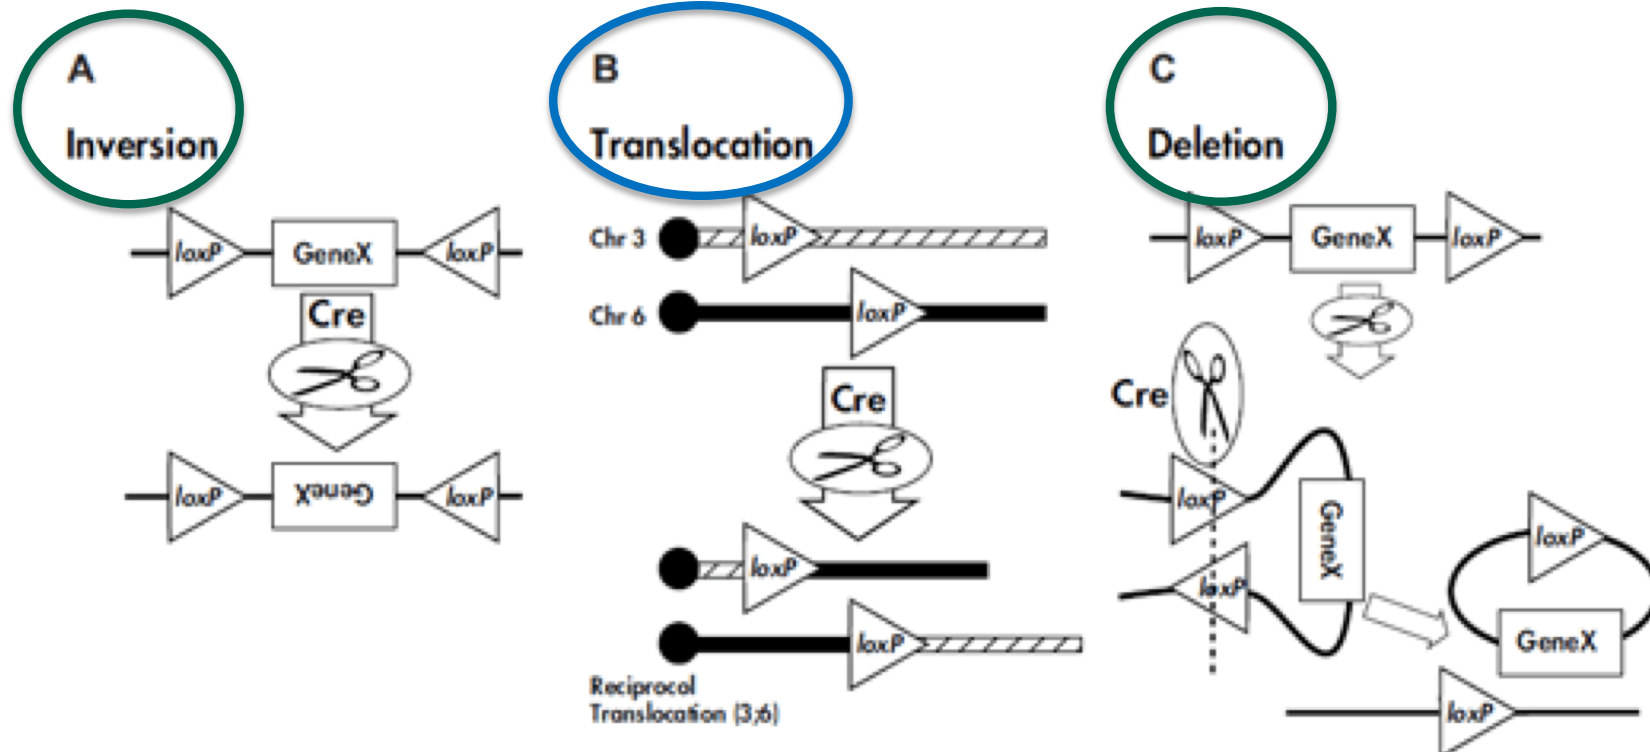 A
Inversion
loxP
GeneX
loxP
Cre
loxP
GeneX
loxP
B
Translocation
Chr 3
loxP
Chr 6
loxP
Cre
loxP
loxP
Reciprocol
Translocation (3;6)
C
Deletion
loxP
GeneX
loxP
Cre
loxP
GeneX
loxP
loxP
GeneX
loxP